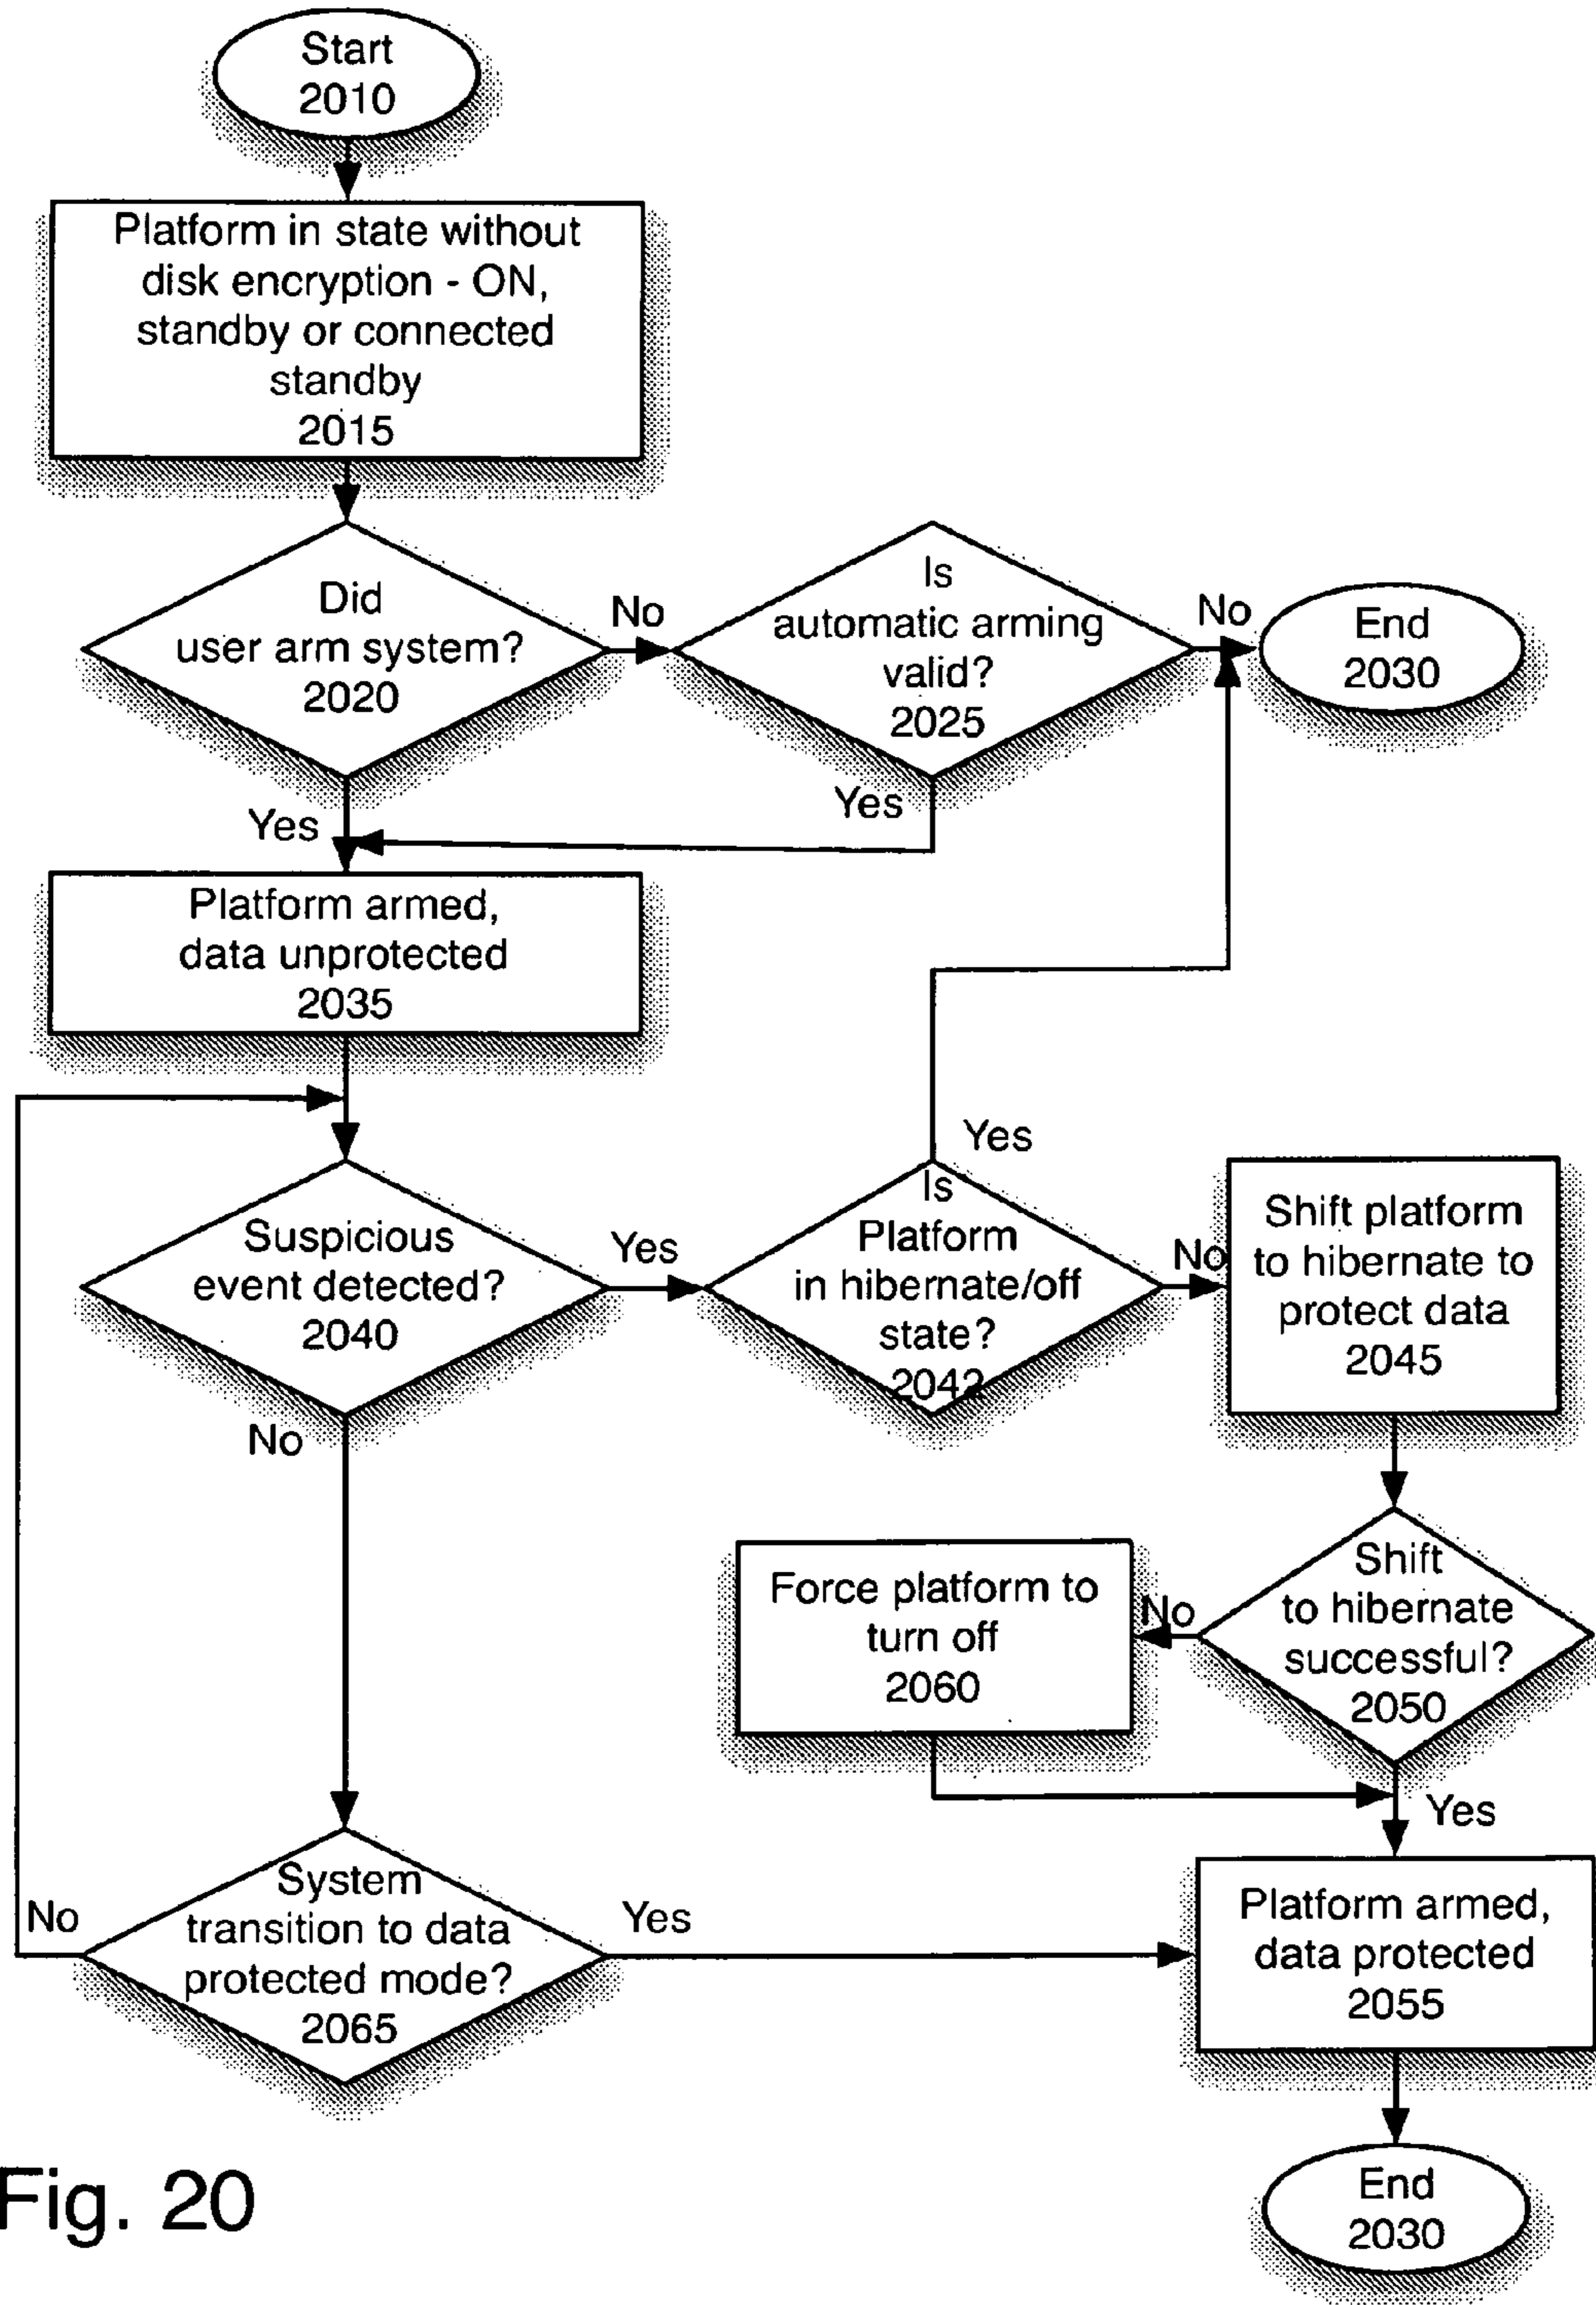 Start
2010
Platform in state without
disk encryption - ON,
standby or connected
standby
2015
Did
user arm system?
2020
No
Is
automatic arming
valid?
2025
No
End
2030
Yes
Yes
Platform armed,
data unprotected
2035
Suspicious
event detected?
2040
Yes
Is
Platform
in hibernate/off
state?
2042
Yes
No
Shift platform
to hibernate to
protect data
2045
No
Shift
to hibernate
successful?
2050
No
Force platform to
turn off
2060
Yes
System
transition to data
protected mode?
2065
No
Yes
Platform armed,
data protected
2055
End
2030
Fig. 20